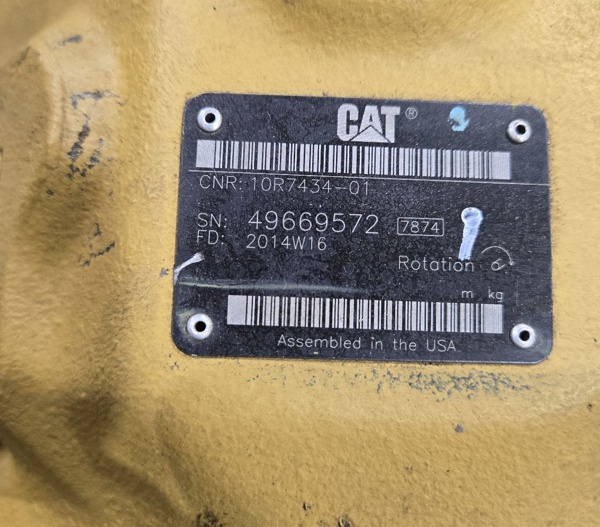 CAT®
CNR: 10R7434-01
SN: 49669572 7874
FD: 2014W16
Rotation
m kg
Assembled in the USA